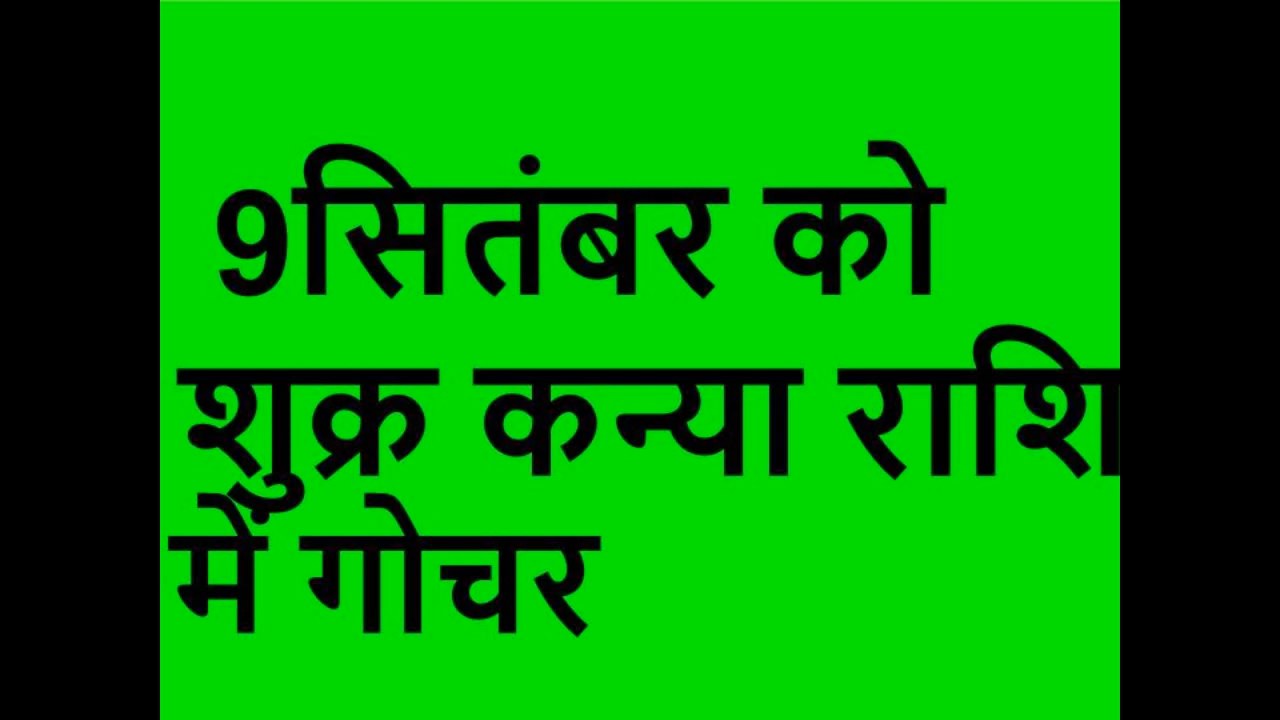 9सितंबर को
शुक्र कन्या राशि
में गोचर